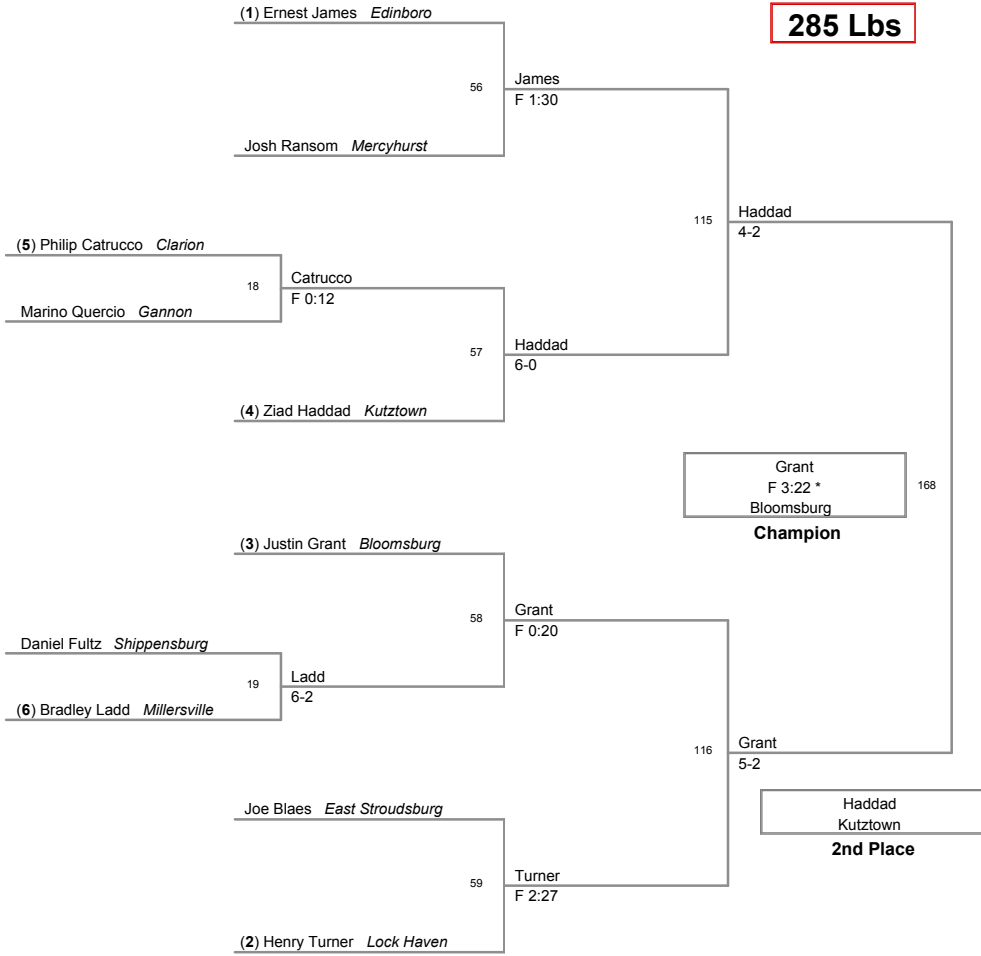 (1) Ernest James Edinboro
285 Lbs
56
James
F 1:30
Josh Ransom Mercyhurst
115
Haddad
4-2
(5) Philip Catrucco Clarion
18
Catrucco
F 0:12
Marino Quercio Gannon
57
Haddad
6-0
(4) Ziad Haddad Kutztown
Grant
F 3:22 *
Bloomsburg
168
Champion
(3) Justin Grant Bloomsburg
58
Grant
F 0:20
Daniel Fultz Shippensburg
19
Ladd
6-2
(6) Bradley Ladd Millersville
116
Grant
5-2
Joe Blaes East Stroudsburg
Haddad
Kutztown
2nd Place
59
Turner
F 2:27
(2) Henry Turner Lock Haven